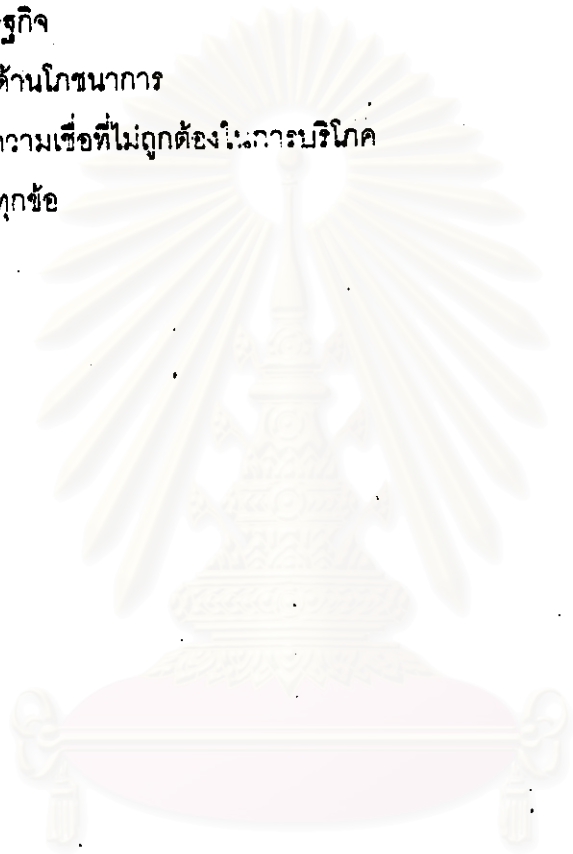 ฐกิจ
ด้านโภชนาการ
ความเชื่อที่ไม่ถูกต้องในการบริโภค
ทุกข้อ